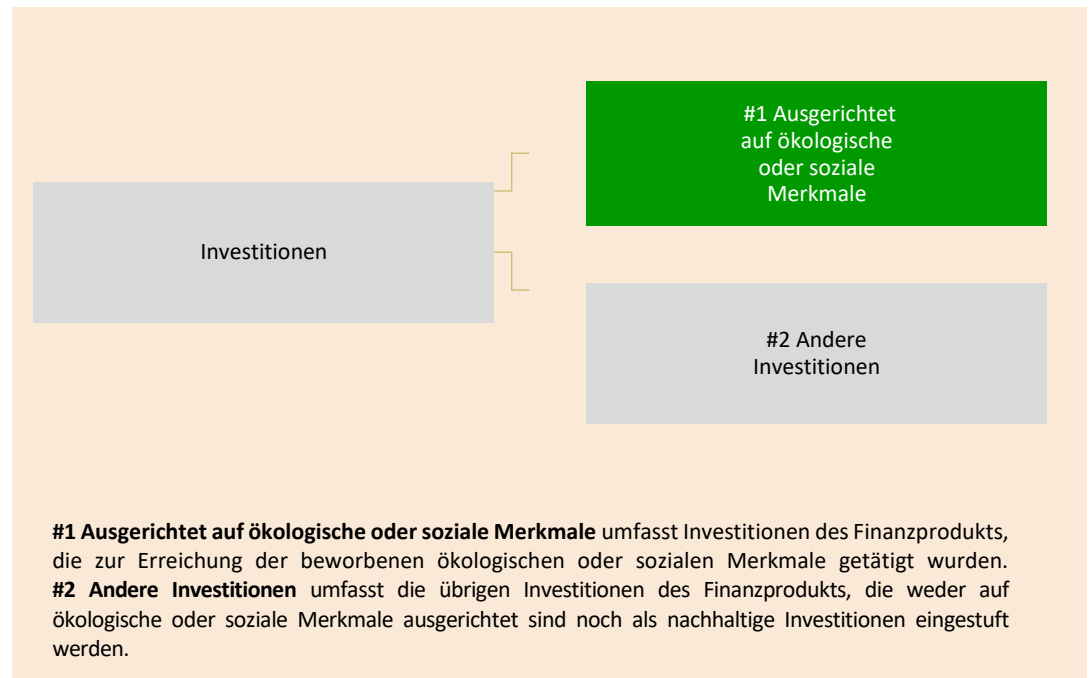 #1 Ausgerichtet
auf ökologische
oder soziale
Merkmale
Investitionen
#2 Andere
Investitionen
#1 Ausgerichtet auf ökologische oder soziale Merkmale umfasst Investitionen des Finanzprodukts,
die zur Erreichung der beworbenen ökologischen oder sozialen Merkmale getätigt wurden.
#2 Andere Investitionen umfasst die übrigen Investitionen des Finanzprodukts, die weder auf
ökologische oder soziale Merkmale ausgerichtet sind noch als nachhaltige Investitionen eingestuft
werden.